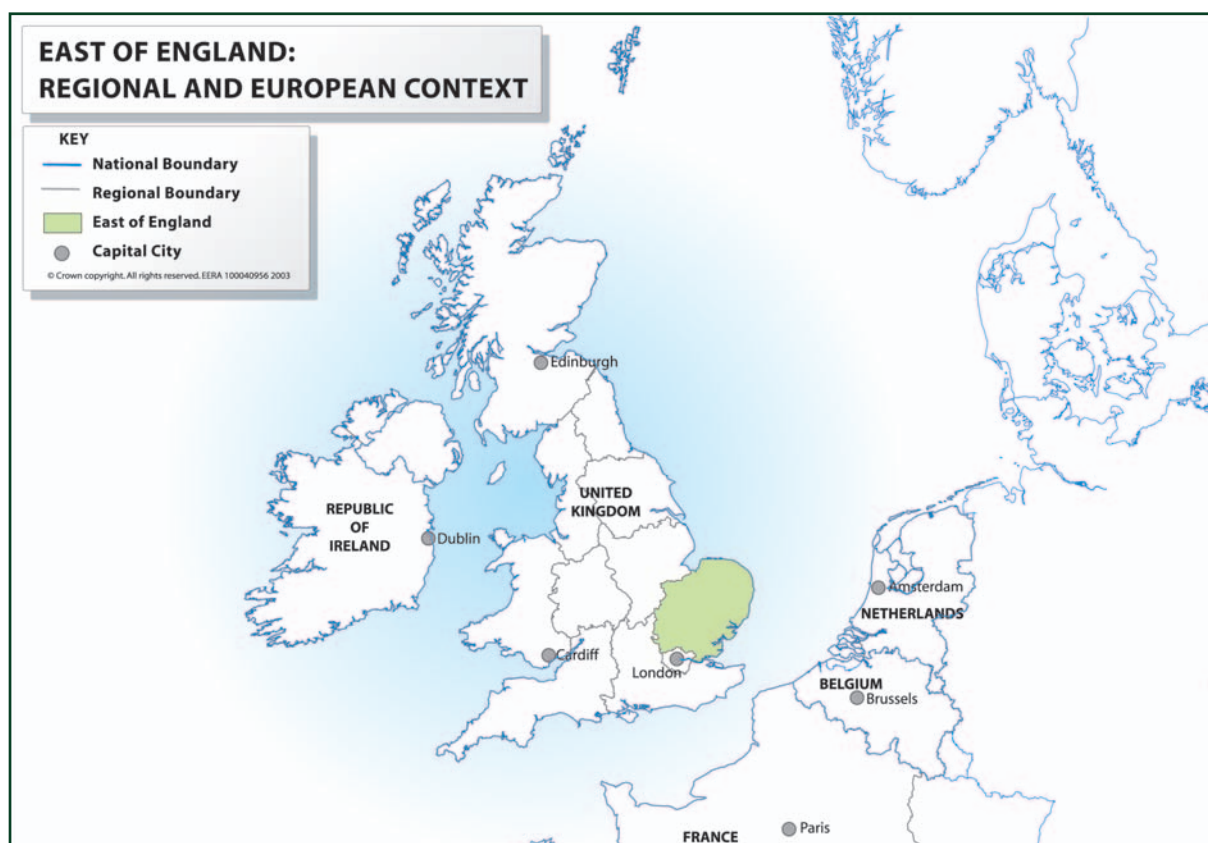 EAST OF ENGLAND:
REGIONAL AND EUROPEAN CONTEXT
KEY
National Boundary
Regional Boundary
East of England
Capital City
© Crown copyright. All rights reserved. EERA 100040956 2003
Edinburgh
UNITED
KINGDOM
REPUBLIC
OF
IRELAND
Dublin
Amsterdam
NETHERLANDS
Cardiff
London
BELGIUM
Brussels
Paris
FRANCE